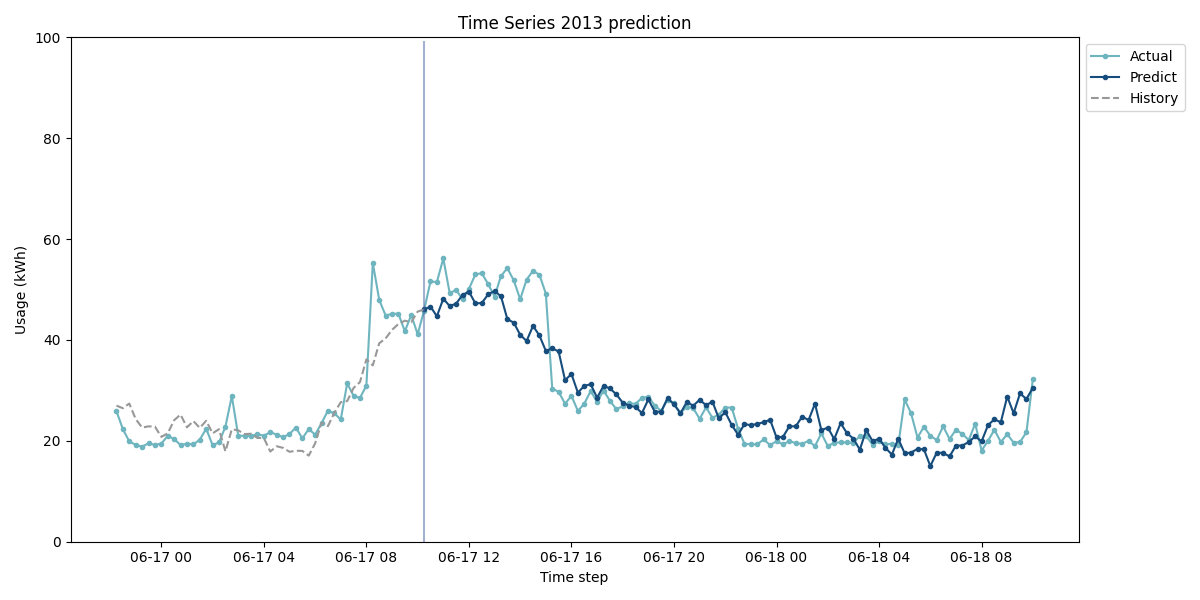 Time Series 2013 prediction
100
80
60
40
20
0
Usage (kWh)
06-17 00
06-17 04
06-17 08
06-17 12
06-17 16
06-17 20
06-18 00
06-18 04
06-18 08
Time step
Actual
Predict
History